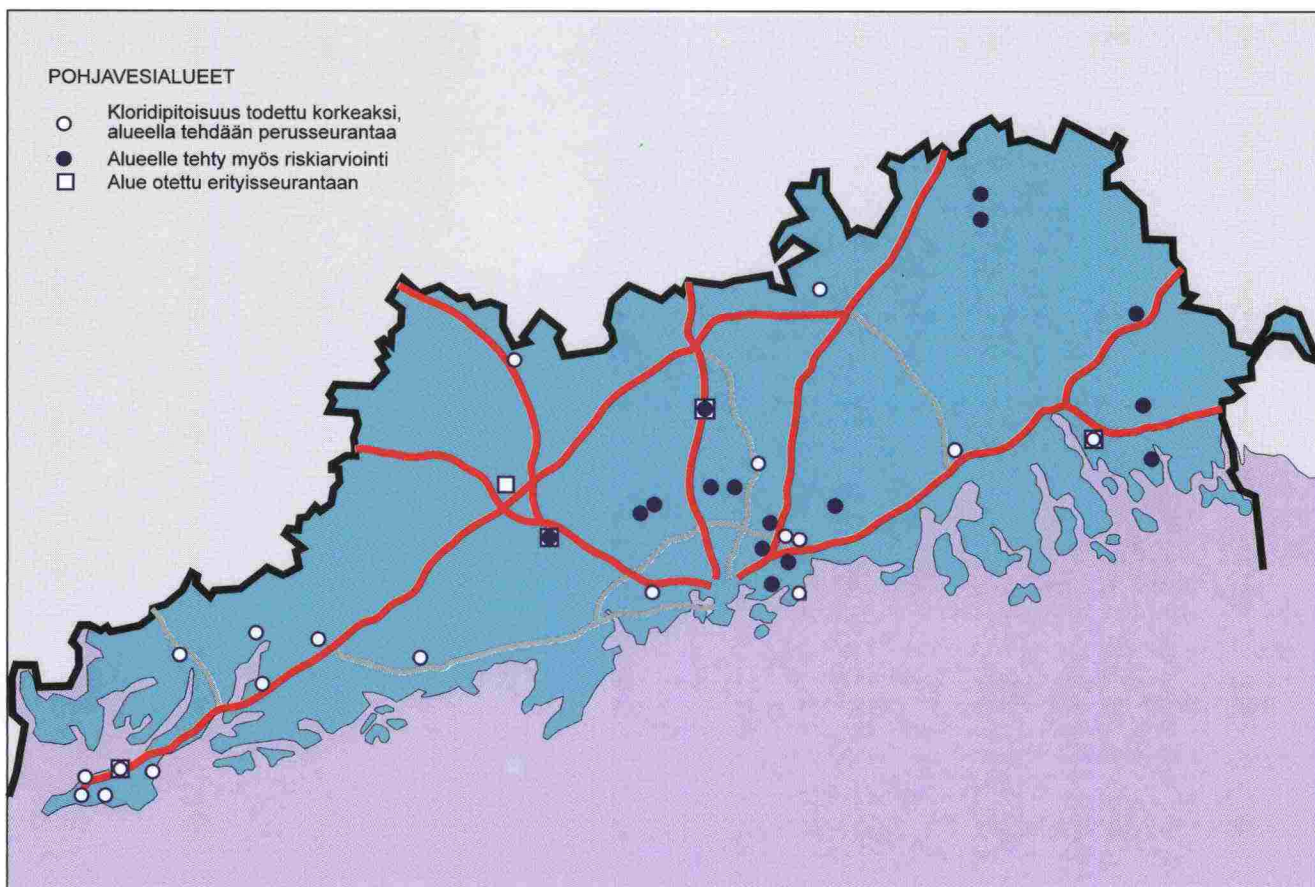 POHJAVESIALUEET
Kloridipitoisuus todettu korkeaksi,
alueella tehdään perusseurantaa
Alueelle tehty myös riskiarviointi
Alue otettu erityisseurantaan